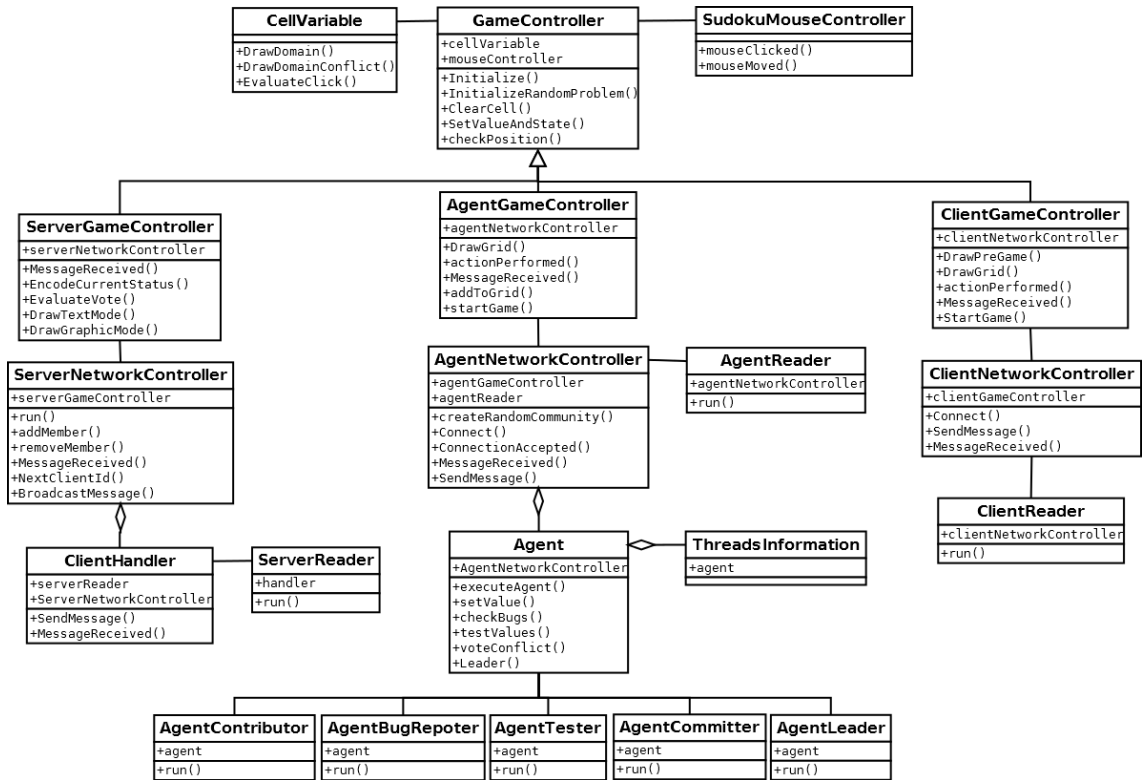 CellVariable
+DrawDomain()
+DrawDomainConflict()
+EvaluateClick()
GameController
+cellVariable
+mouseController
+Initialize()
+InitializeRandomProblem()
+ClearCell()
+SetValueAndState()
+checkPosition()
SudokuMouseController
+mouseClicked()
+mouseMoved()
ServerGameController
+serverNetworkController
+MessageReceived()
+EncodeCurrentStatus()
+EvaluateVote()
+DrawTextMode()
+DrawGraphicMode()
AgentGameController
+agentNetworkController
+DrawGrid()
+actionPerformed()
+MessageReceived()
+addToGrid()
+startGame()
ClientGameController
+clientNetworkController
+DrawPreGame()
+DrawGrid()
+actionPerformed()
+MessageReceived()
+StartGame()
ServerNetworkController
+serverGameController
+run()
+addMember()
+removeMember()
+MessageReceived()
+NextClientId()
+BroadcastMessage()
AgentNetworkController
+agentGameController
+agentReader
+createRandomCommunity()
+Connect()
+ConnectionAccepted()
+MessageReceived()
+SendMessage()
AgentReader
+agentNetworkController
+run()
ClientNetworkController
+clientGameController
+Connect()
+SendMessage()
+MessageReceived()
ClientReader
+clientNetworkController
+run()
ClientHandler
+serverReader
+ServerNetworkController
+SendMessage()
+MessageReceived()
ServerReader
+handler
+run()
Agent
+AgentNetworkController
+executeAgent()
+setValue()
+checkBugs()
+testValues()
+voteConflict()
+Leader()
ThreadsInformation
+agent
AgentContributor
+agent
+run()
AgentBugRepoter
+agent
+run()
AgentTester
+agent
+run()
AgentCommitter
+agent
+run()
AgentLeader
+agent
+run()